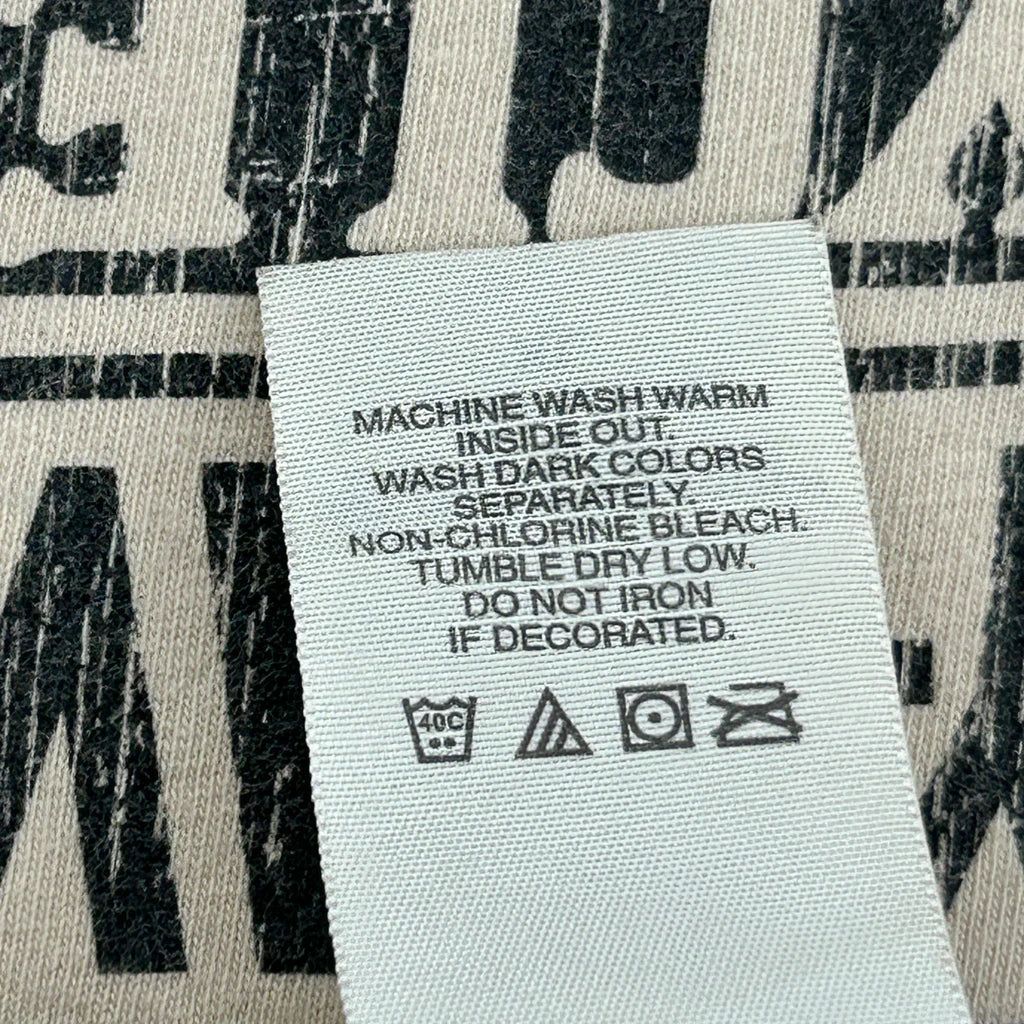 MACHINE WASH WARM
INSIDE OUT.
WASH DARK COLORS
SEPARATELY.
NON-CHLORINE BLEACH.
TUMBLE DRY LOW.
DO NOT IRON
IF DECORATED.
40C